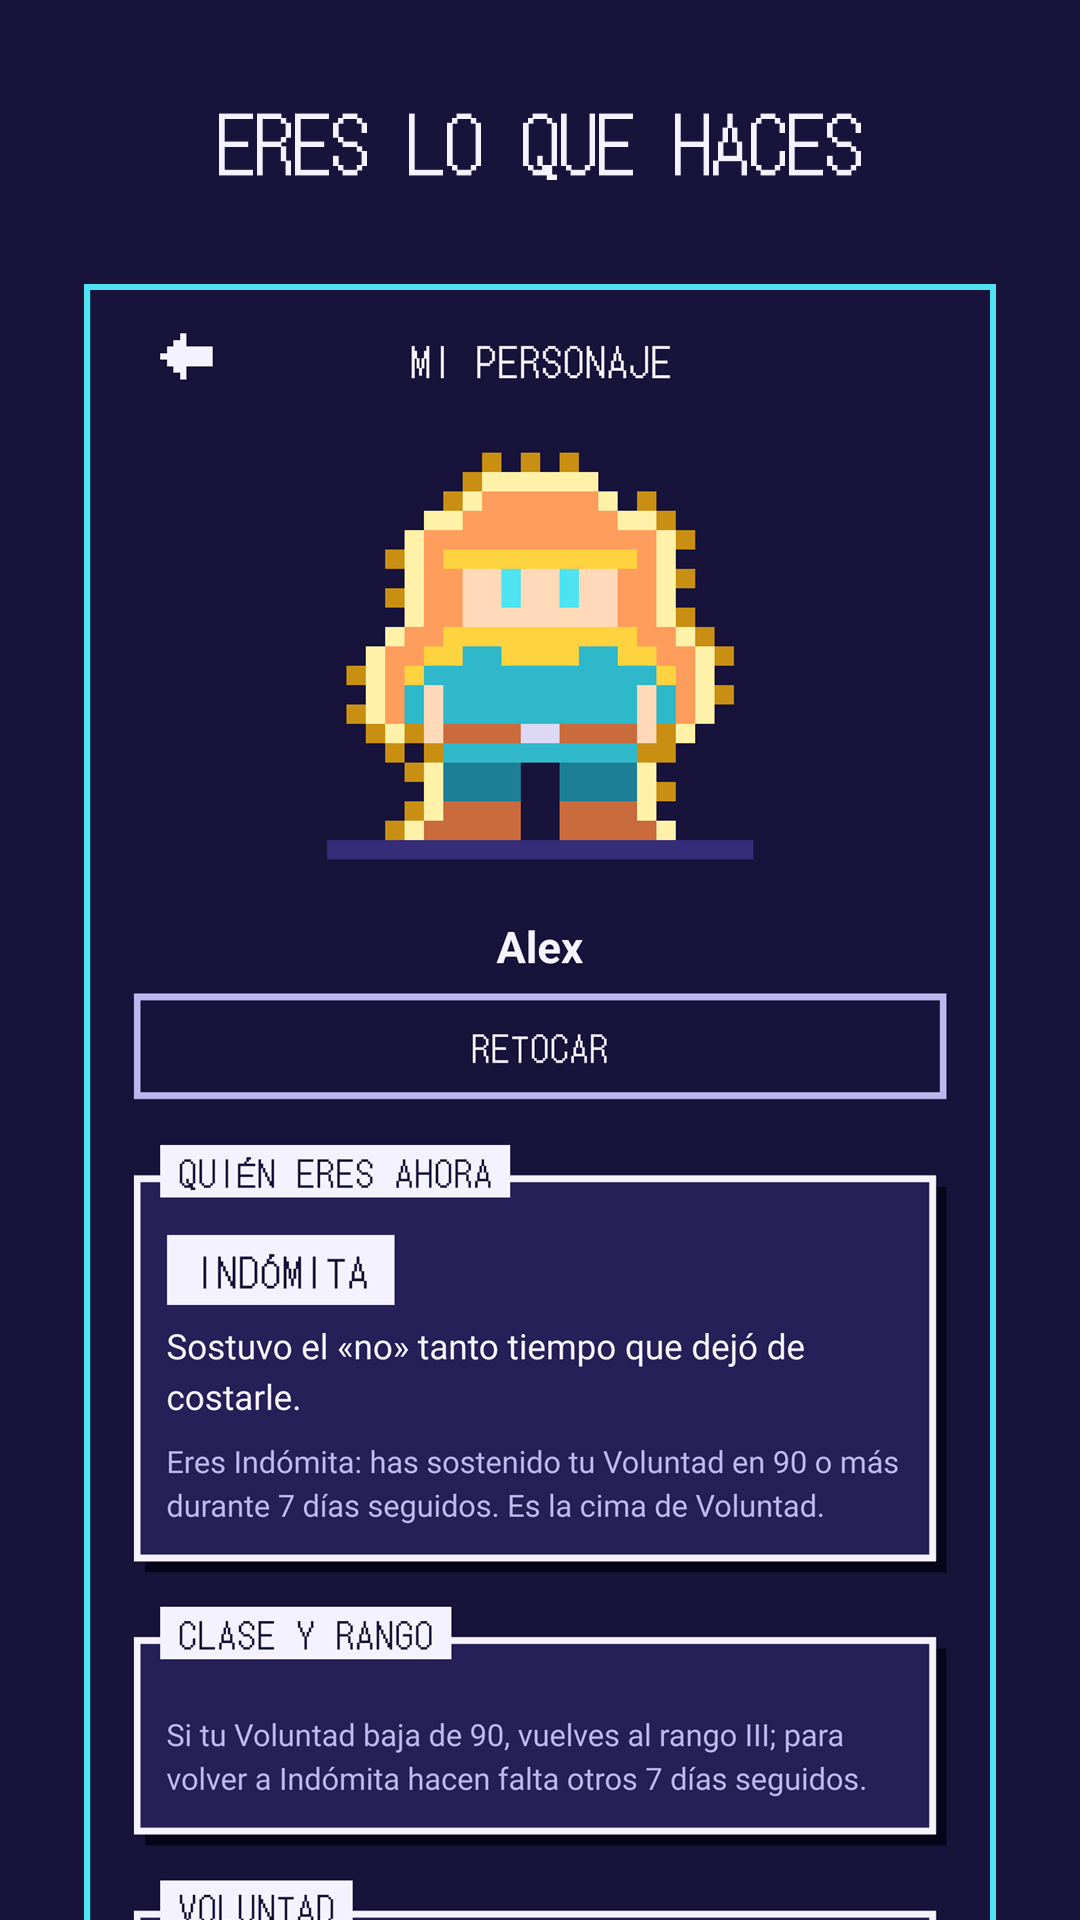 ERES LO QUE HACES
MI PERSONAJE
Alex
RETOCAR
QUIÉN ERES AHORA
INDÓMITA
Sostuvo el «no» tanto tiempo que dejó de
costarle.
Eres Indómita: has sostenido tu Voluntad en 90 o más
durante 7 días seguidos. Es la cima de Voluntad.
CLASE Y RANGO
Si tu Voluntad baja de 90, vuelves al rango III; para
volver a Indómita hacen falta otros 7 días seguidos.
VOLUNTAD